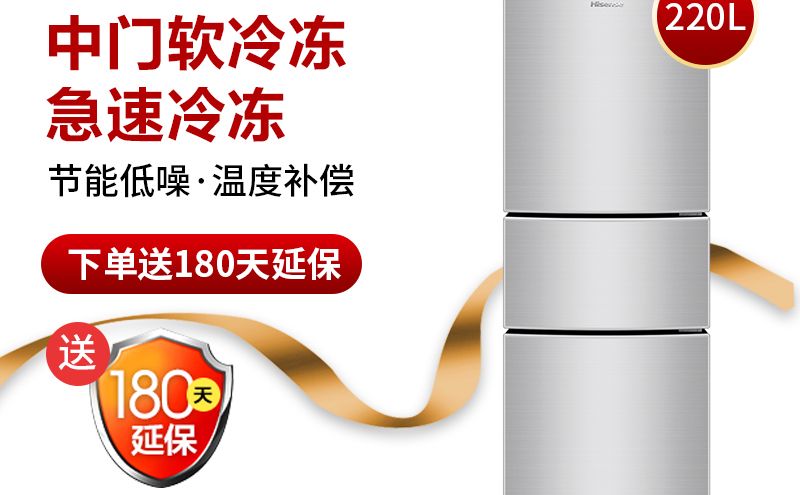 Hisense
220L
中门软冷冻
急速冷冻
节能低噪·温度补偿
下单送180天延保
送
180天
延保